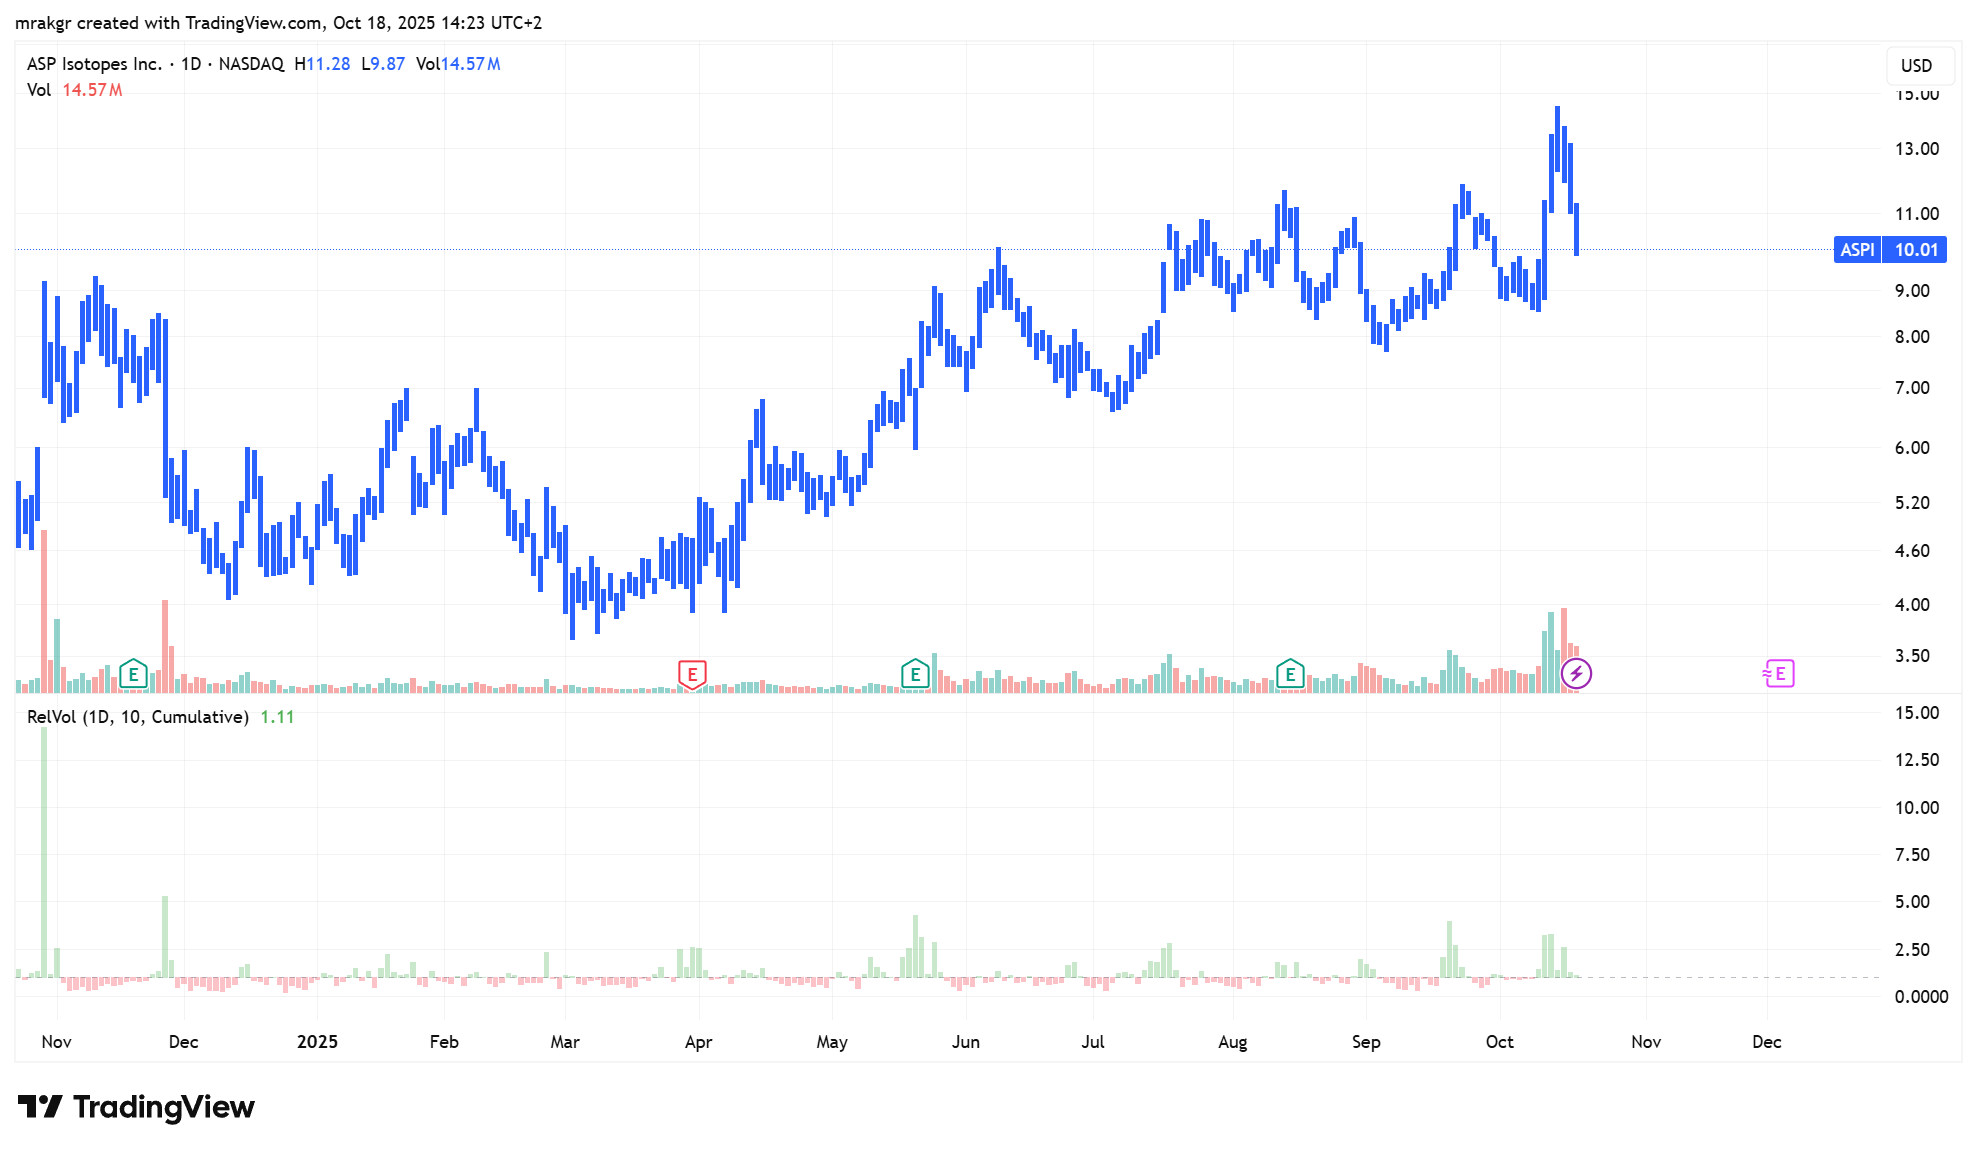 mrakgr created with TradingView.com, Oct 18, 2025 14:23 UTC+2
ASP Isotopes Inc. · 1D · NASDAQ H11.28 L9.87 Vol14.57M
Vol 14.57M
USD
15.00
13.00
11.00
ASPI 10.01
9.00
8.00
7.00
6.00
5.20
4.60
4.00
3.50
E E E E E
RelVol (1D, 10, Cumulative) 1.11
15.00
12.50
10.00
7.50
5.00
2.50
0.0000
Nov Dec 2025 Feb Mar Apr May Jun Jul Aug Sep Oct Nov Dec
TradingView